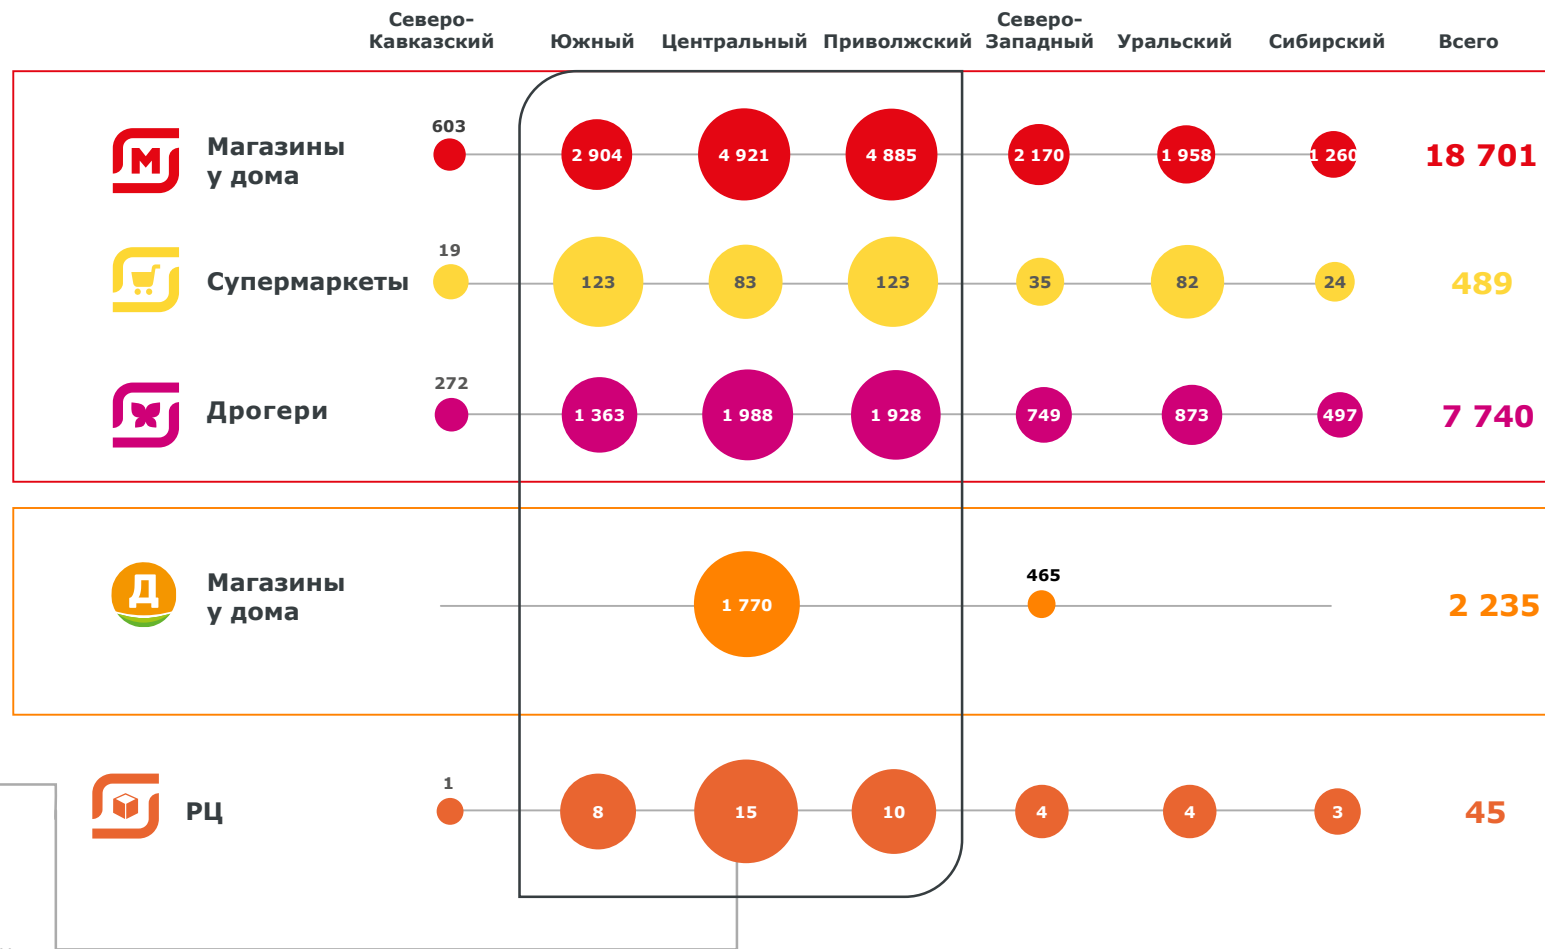 Северо-
Кавказский
Южный
Центральный
Приволжский
Северо-
Западный
Уральский
Сибирский
Всего
М
Магазины
у дома
603
2 904
4 921
4 885
2 170
1 958
1 260
18 701
Супермаркеты
19
123
83
123
35
82
24
489
Дрогери
272
1 363
1 988
1 928
749
873
497
7 740
Д
Магазины
у дома
1 770
465
2 235
РЦ
1
8
15
10
4
4
3
45